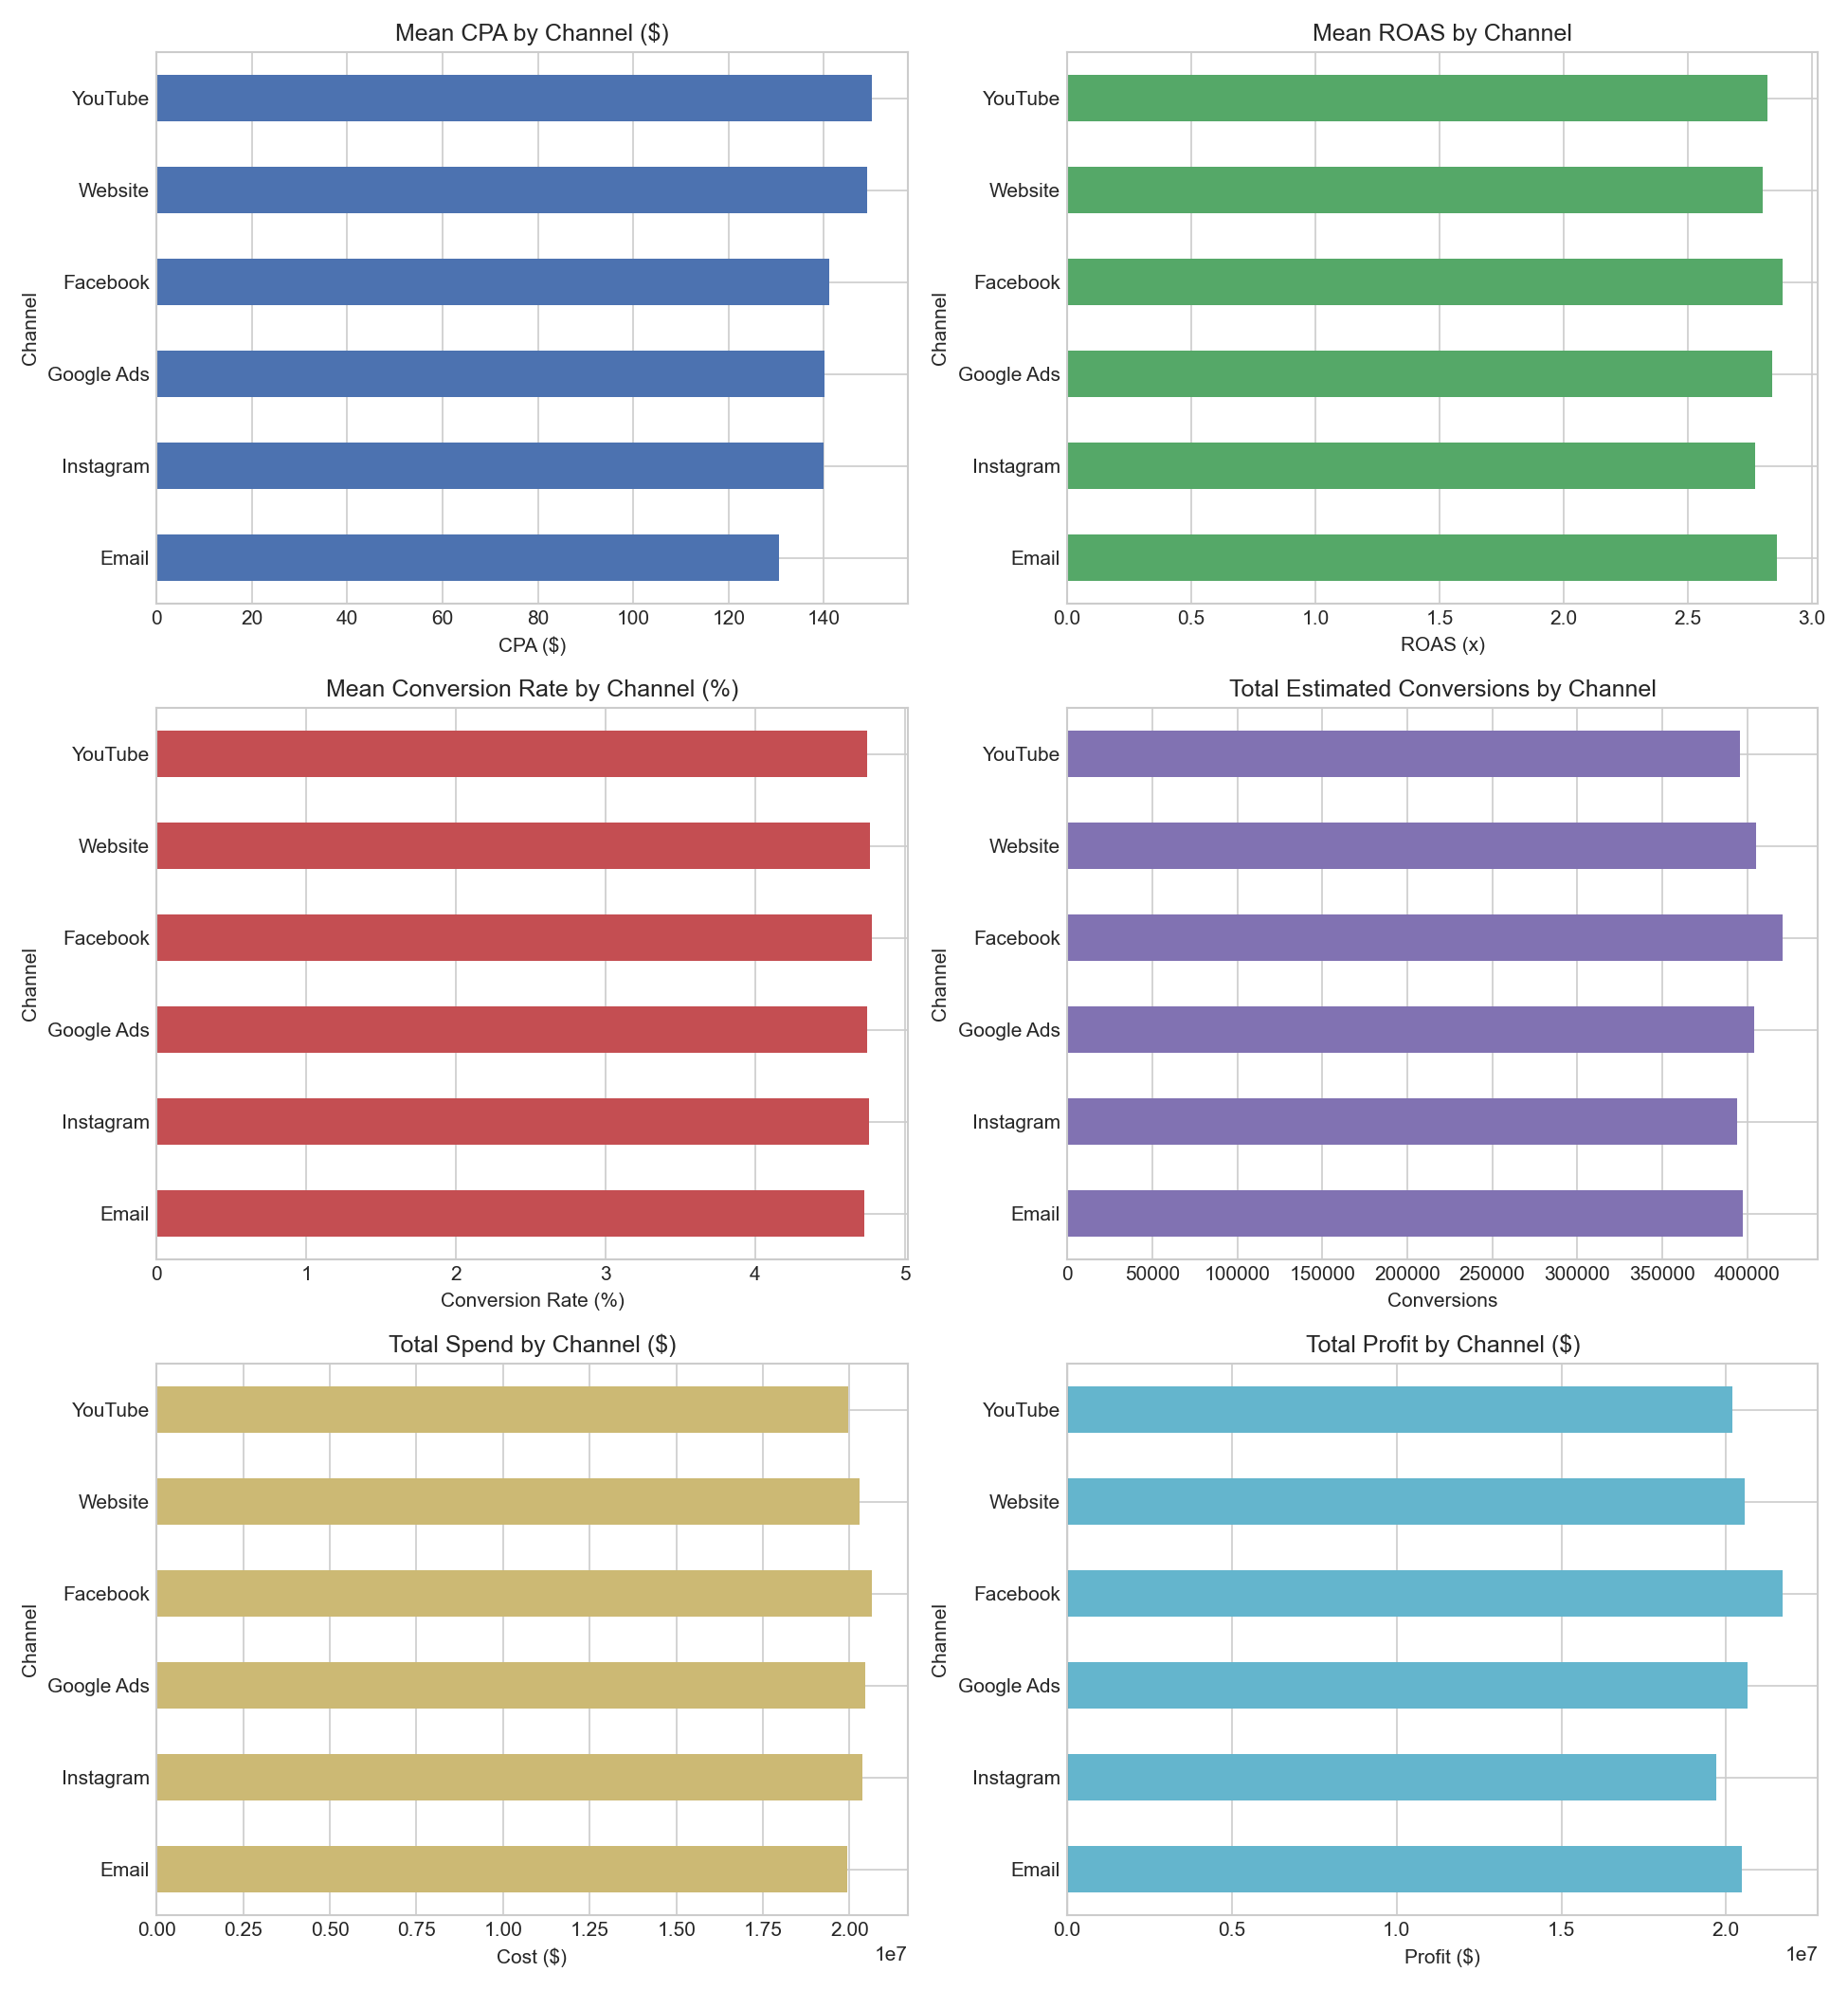 Mean CPA by Channel ($)
Channel
YouTube
Website
Facebook
Google Ads
Instagram
Email
0 20 40 60 80 100 120 140
CPA ($)
Mean ROAS by Channel
Channel
YouTube
Website
Facebook
Google Ads
Instagram
Email
0.0 0.5 1.0 1.5 2.0 2.5 3.0
ROAS (x)
Mean Conversion Rate by Channel (%)
Channel
YouTube
Website
Facebook
Google Ads
Instagram
Email
0 1 2 3 4 5
Conversion Rate (%)
Total Estimated Conversions by Channel
Channel
YouTube
Website
Facebook
Google Ads
Instagram
Email
0 50000 100000 150000 200000 250000 300000 350000 400000
Conversions
Total Spend by Channel ($)
Channel
YouTube
Website
Facebook
Google Ads
Instagram
Email
0.00 0.25 0.50 0.75 1.00 1.25 1.50 1.75 2.00
1e7
Cost ($)
Total Profit by Channel ($)
Channel
YouTube
Website
Facebook
Google Ads
Instagram
Email
0.0 0.5 1.0 1.5 2.0
1e7
Profit ($)